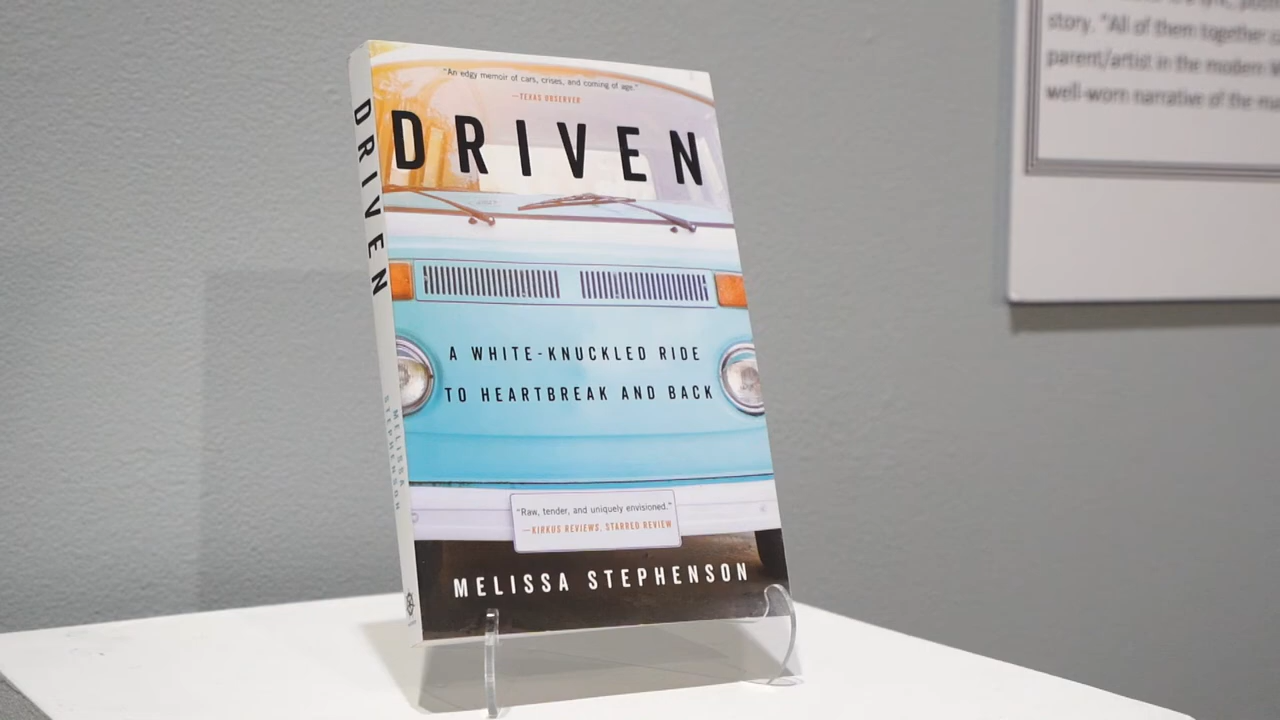 "An edgy memoir of cars, crises, and coming of age."
—TEXAS OBSERVER
DRIVEN
A WHITE-KNUCKLED RIDE
TO HEARTBREAK AND BACK
"Raw, tender, and uniquely envisioned."
—KIRKUS REVIEWS, STARRED REVIEW
MELISSA STEPHENSON
DRIVEN
MELISSA
STEPHENSON
story. "All of them together
parent/artist in the modern
well-worn narrative of the